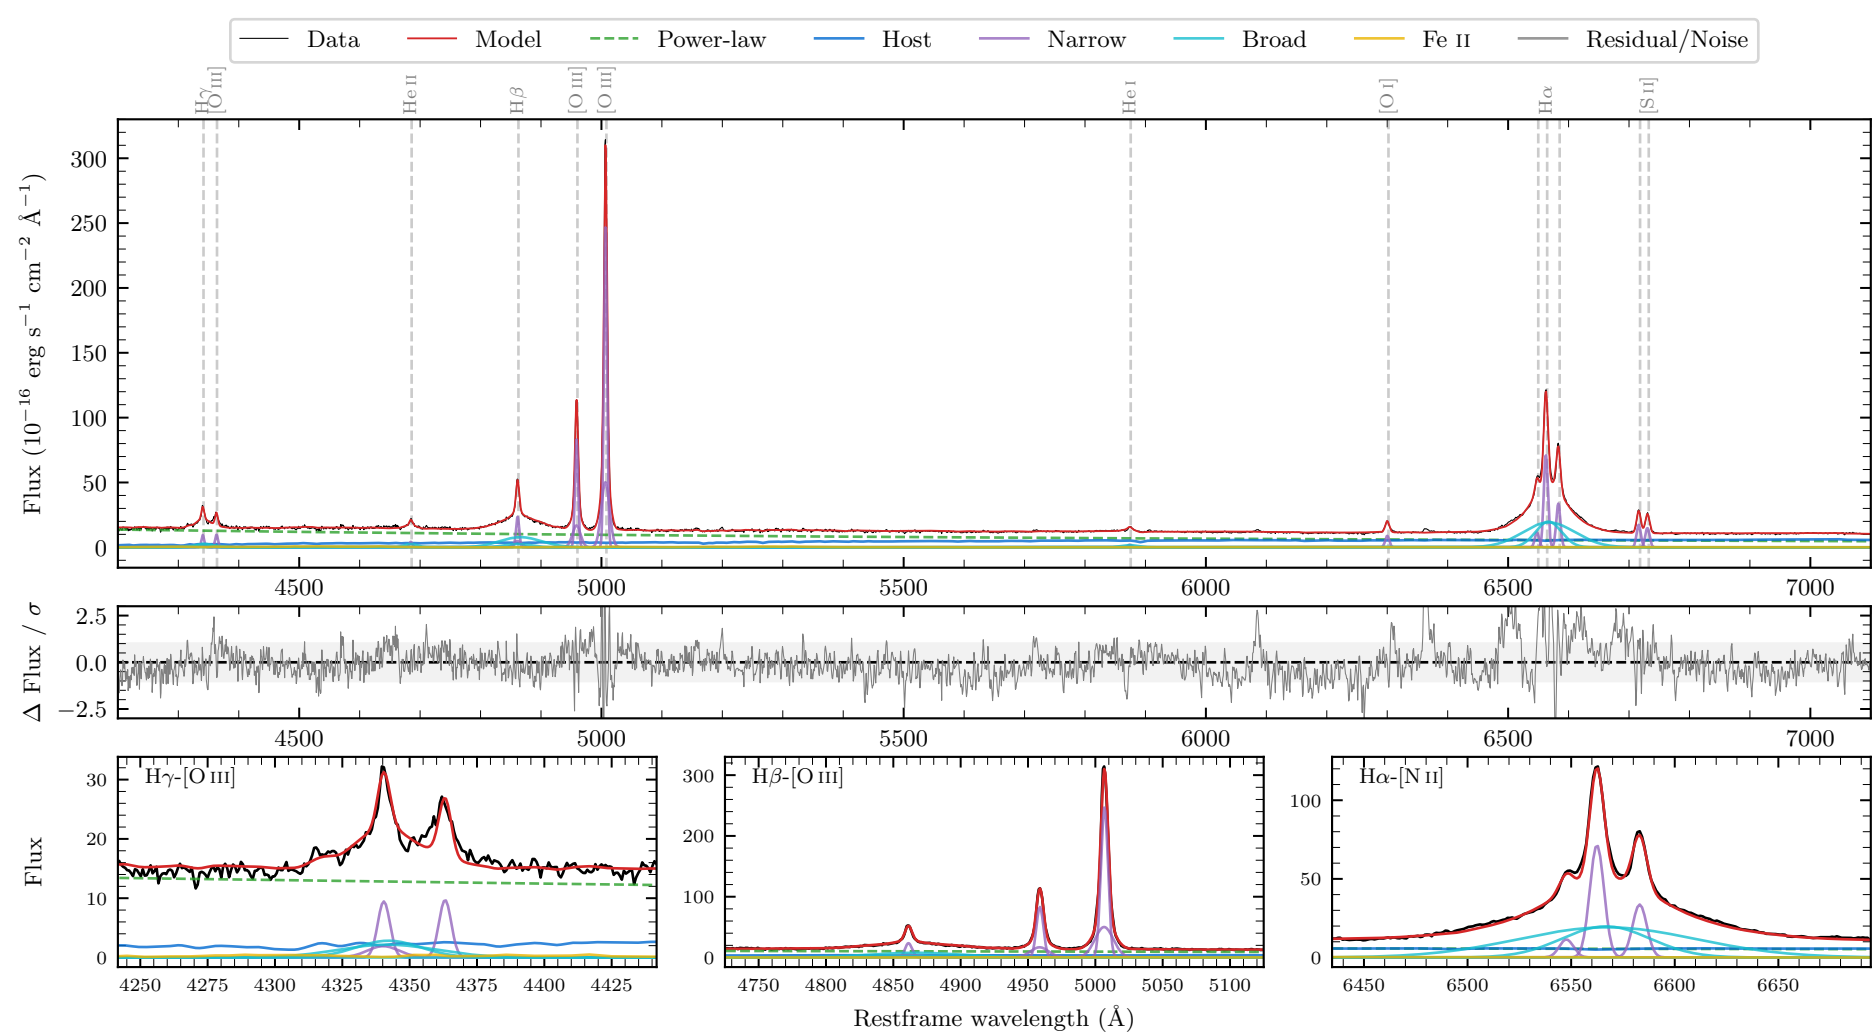 Data Model Power-law Host Narrow Broad Fe II Residual/Noise
Hγ [O III] He II Hβ [O III] [O III] He I [O I] Hα [S II]
Flux (10⁻¹⁶ erg s⁻¹ cm⁻² Å⁻¹)
300
250
200
150
100
50
0
4500 5000 5500 6000 6500 7000
Δ Flux / σ
2.5
0.0
−2.5
4500 5000 5500 6000 6500 7000
Flux
Hγ-[O III]
30
20
10
0
4250 4275 4300 4325 4350 4375 4400 4425
Hβ-[O III]
300
200
100
0
4750 4800 4850 4900 4950 5000 5050 5100
Hα-[N II]
100
50
0
6450 6500 6550 6600 6650
Restframe wavelength (Å)